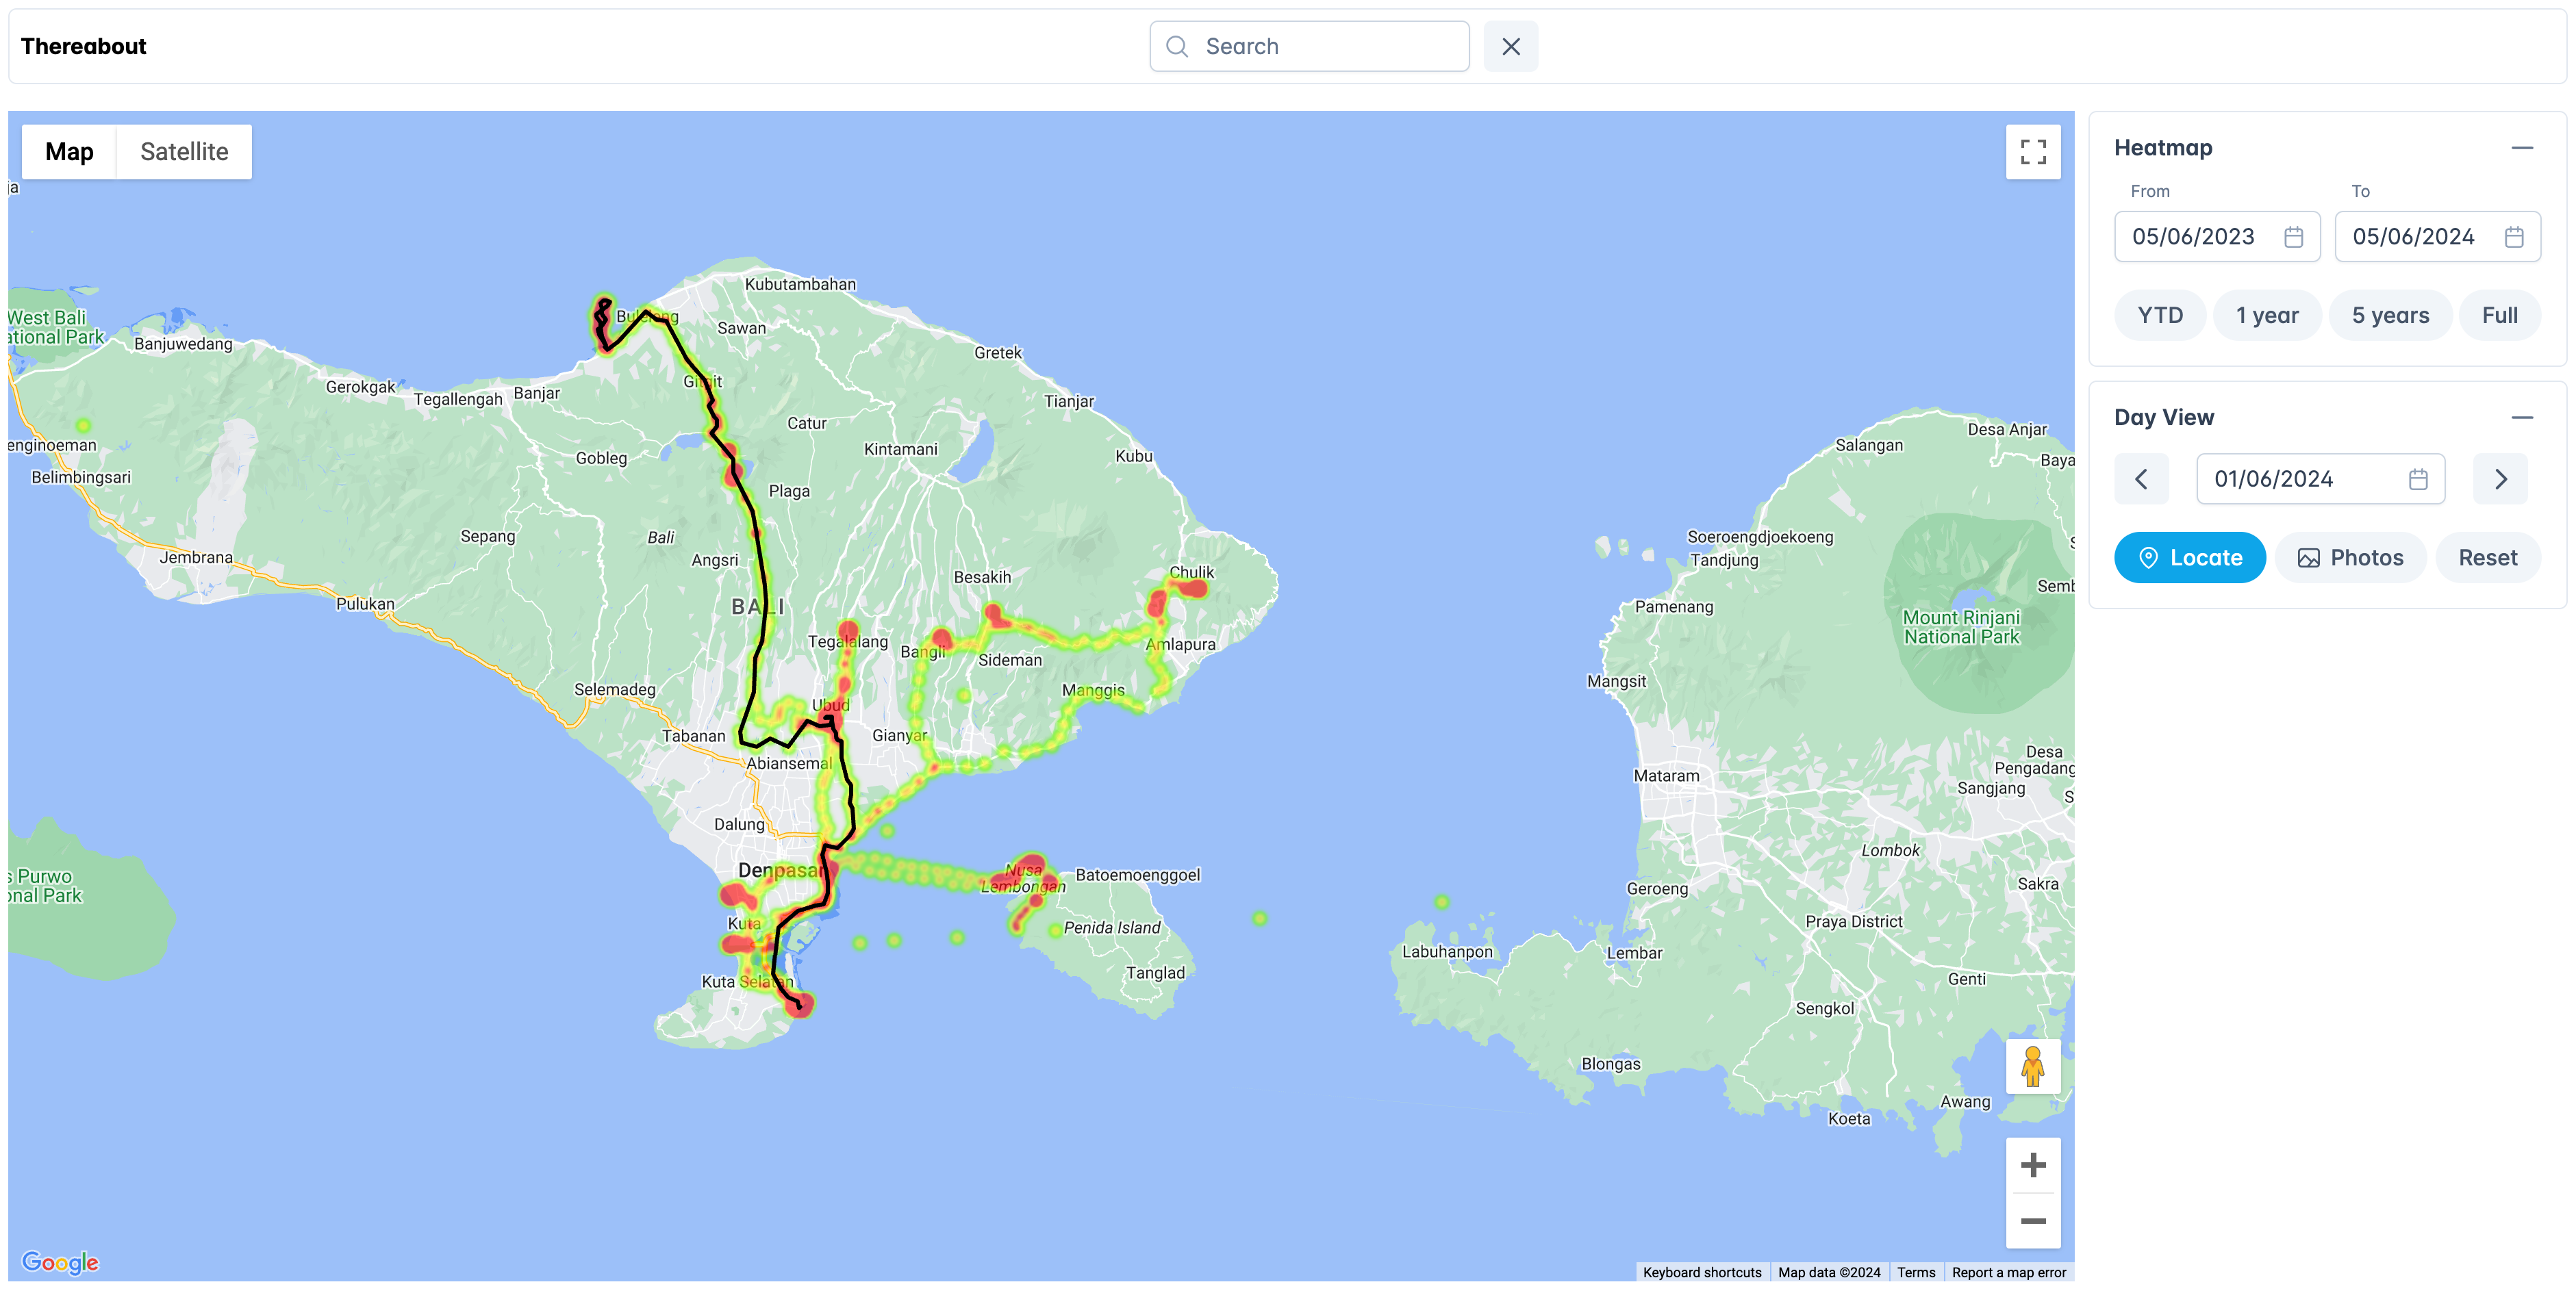 Thereabout
Search
Map
Satellite
Heatmap
From
To
05/06/2023
05/06/2024
YTD
1 year
5 years
Full
Day View
01/06/2024
Locate
Photos
Reset
ja
West Bali
ational Park
Banjuwedang
Gerokgak
Tegallengah
Banjar
Buleleng
Kubutambahan
Sawan
Gretek
Gitgit
Tianjar
Catur
Kintamani
Kubu
enginoeman
Belimbingsari
Gobleg
Plaga
Sepang
Bali
Angsri
Jembrana
Pulukan
BALI
Besakih
Chulik
Tegalalang
Bangli
Sideman
Amlapura
Manggis
Selemadeg
Ubud
Tabanan
Gianyar
Abiansemal
Dalung
Denpasar
Nusa
Lembongan
Batoemoenggoel
Kuta
Penida Island
Kuta Selatan
Tanglad
s Purwo
onal Park
Desa Anjar
Salangan
Baya
Soeroengdjoekoeng
Tandjung
Semb
Pamenang
Mount Rinjani
National Park
Mangsit
Mataram
Desa
Pengadang
Sangjang
S
Lombok
Sakra
Geroeng
Praya District
Labuhanpon
Lembar
Genti
Sengkol
Blongas
Awang
Koeta
Google
Keyboard shortcuts
Map data ©2024
Terms
Report a map error